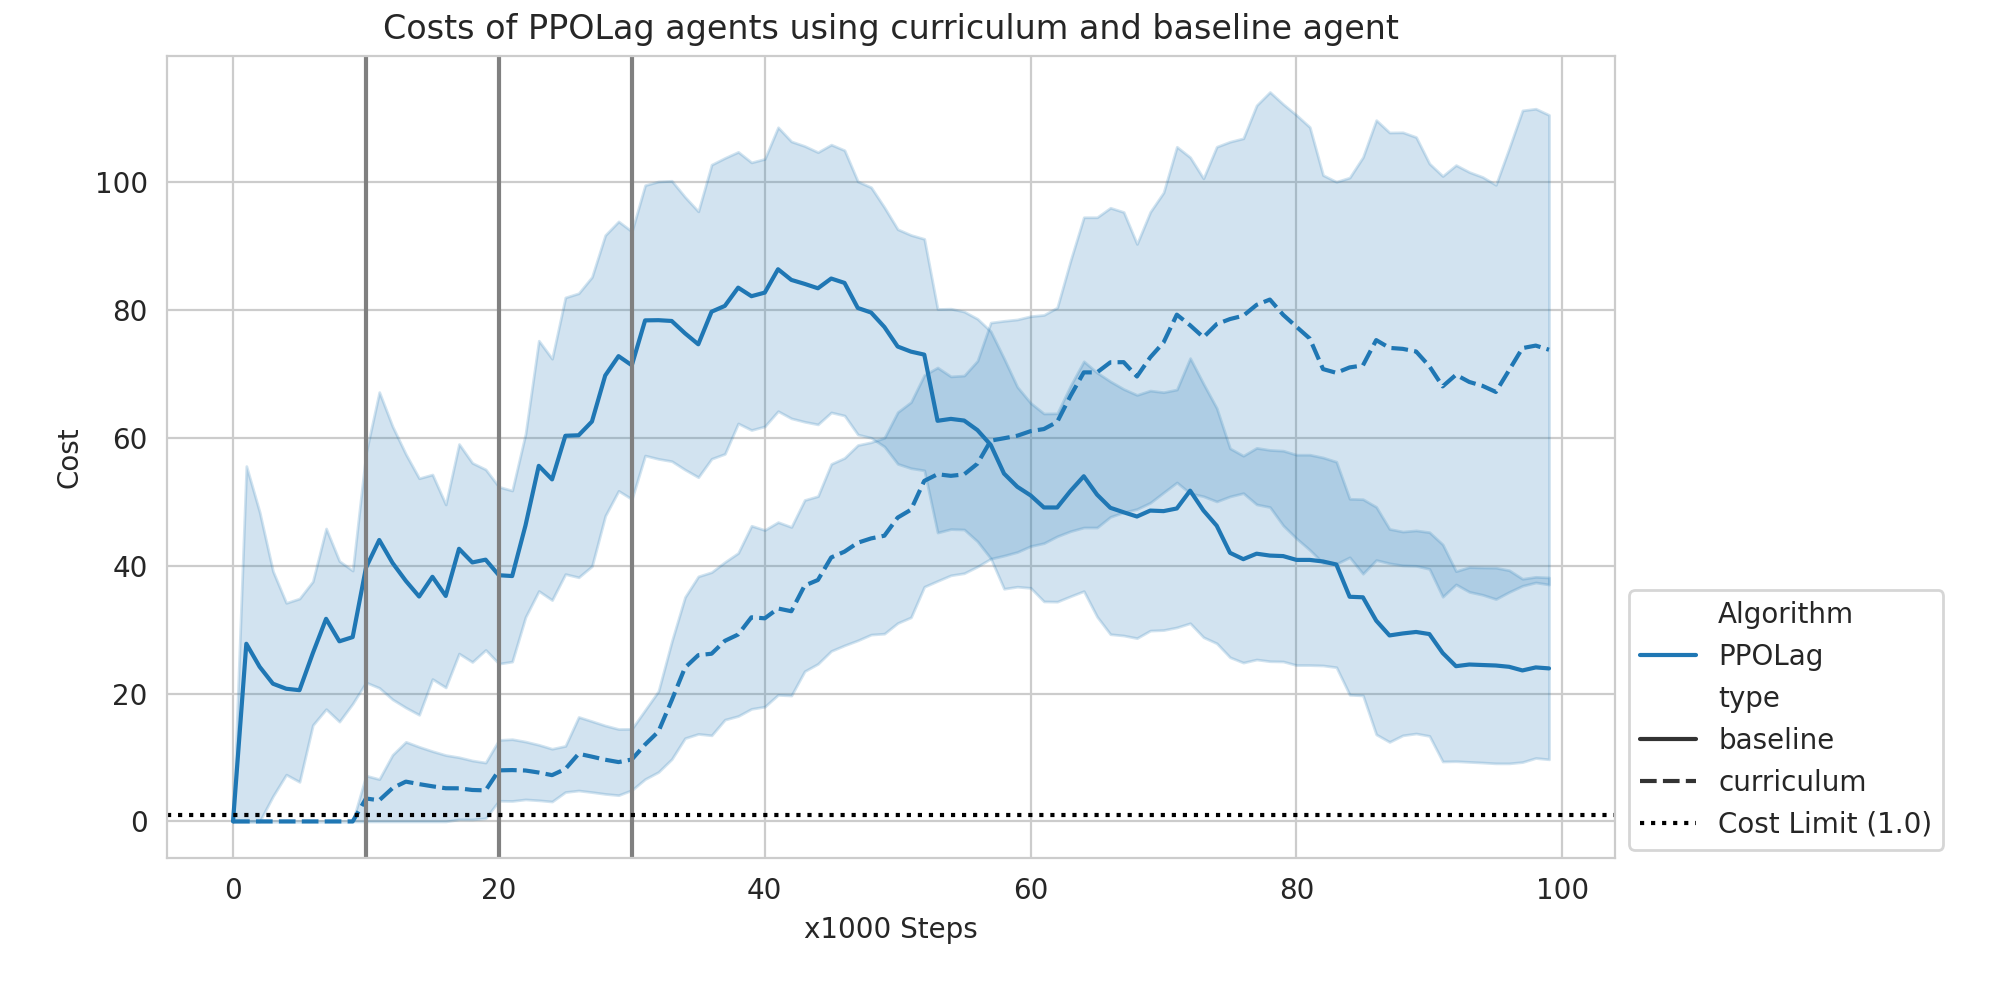 Costs of PPOLag agents using curriculum and baseline agent
Cost
100
80
60
40
20
0
0 20 40 60 80 100
x1000 Steps
Algorithm
PPOLag
type
baseline
curriculum
Cost Limit (1.0)